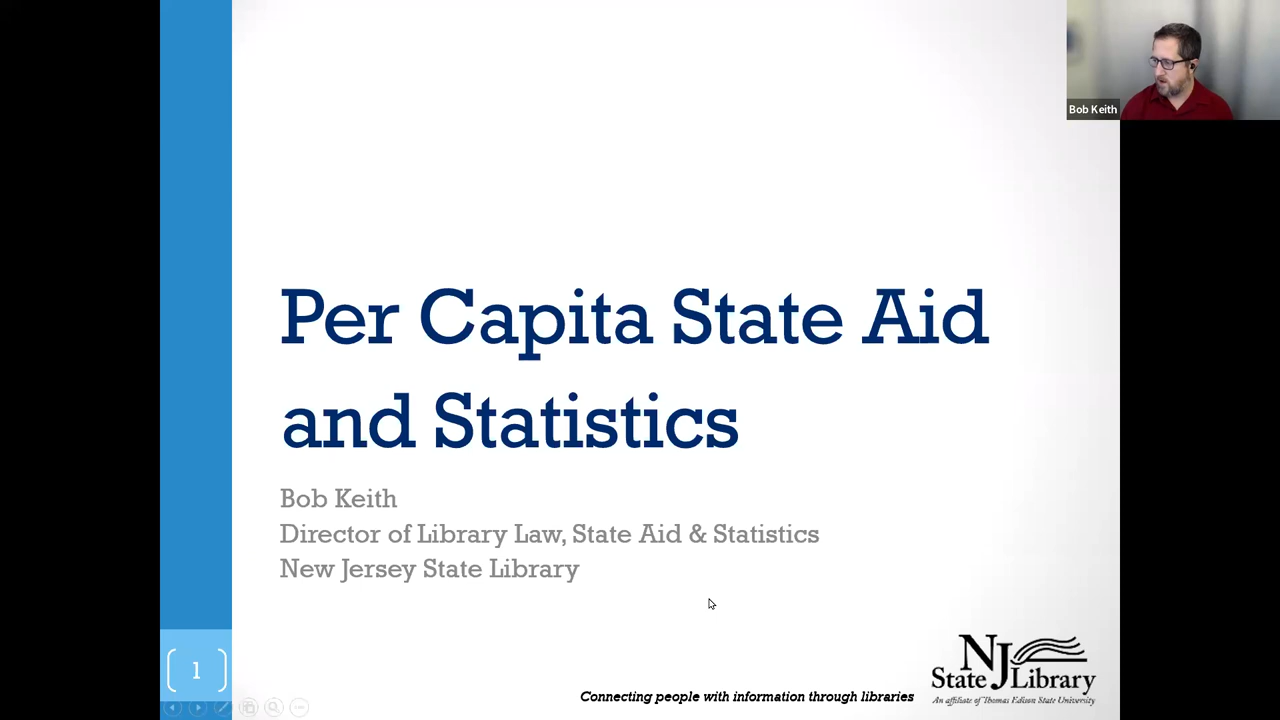 Bob Keith
Per Capita State Aid
and Statistics
Bob Keith
Director of Library Law, State Aid & Statistics
New Jersey State Library
1
Connecting people with information through libraries
NJ
State Library
An affiliate of Thomas Edison State University